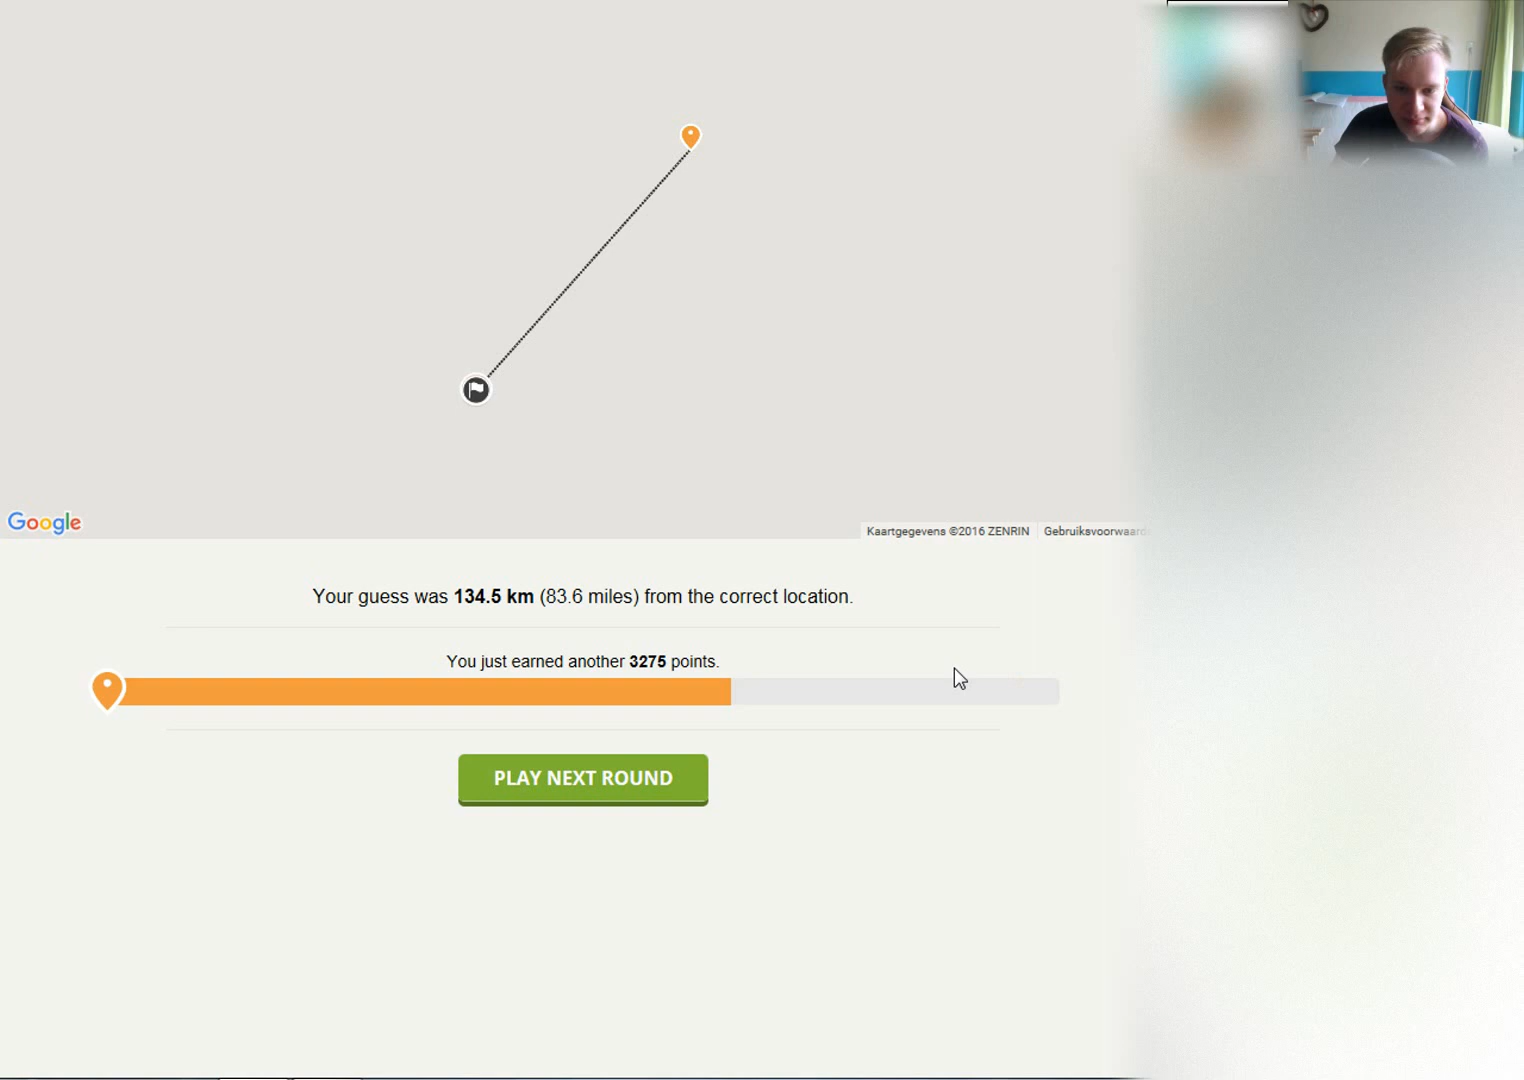 Google
Kaartgegevens ©2016 ZENRIN
Your guess was 134.5 km (83.6 miles) from the correct location.
You just earned another 3275 points.
PLAY NEXT ROUND